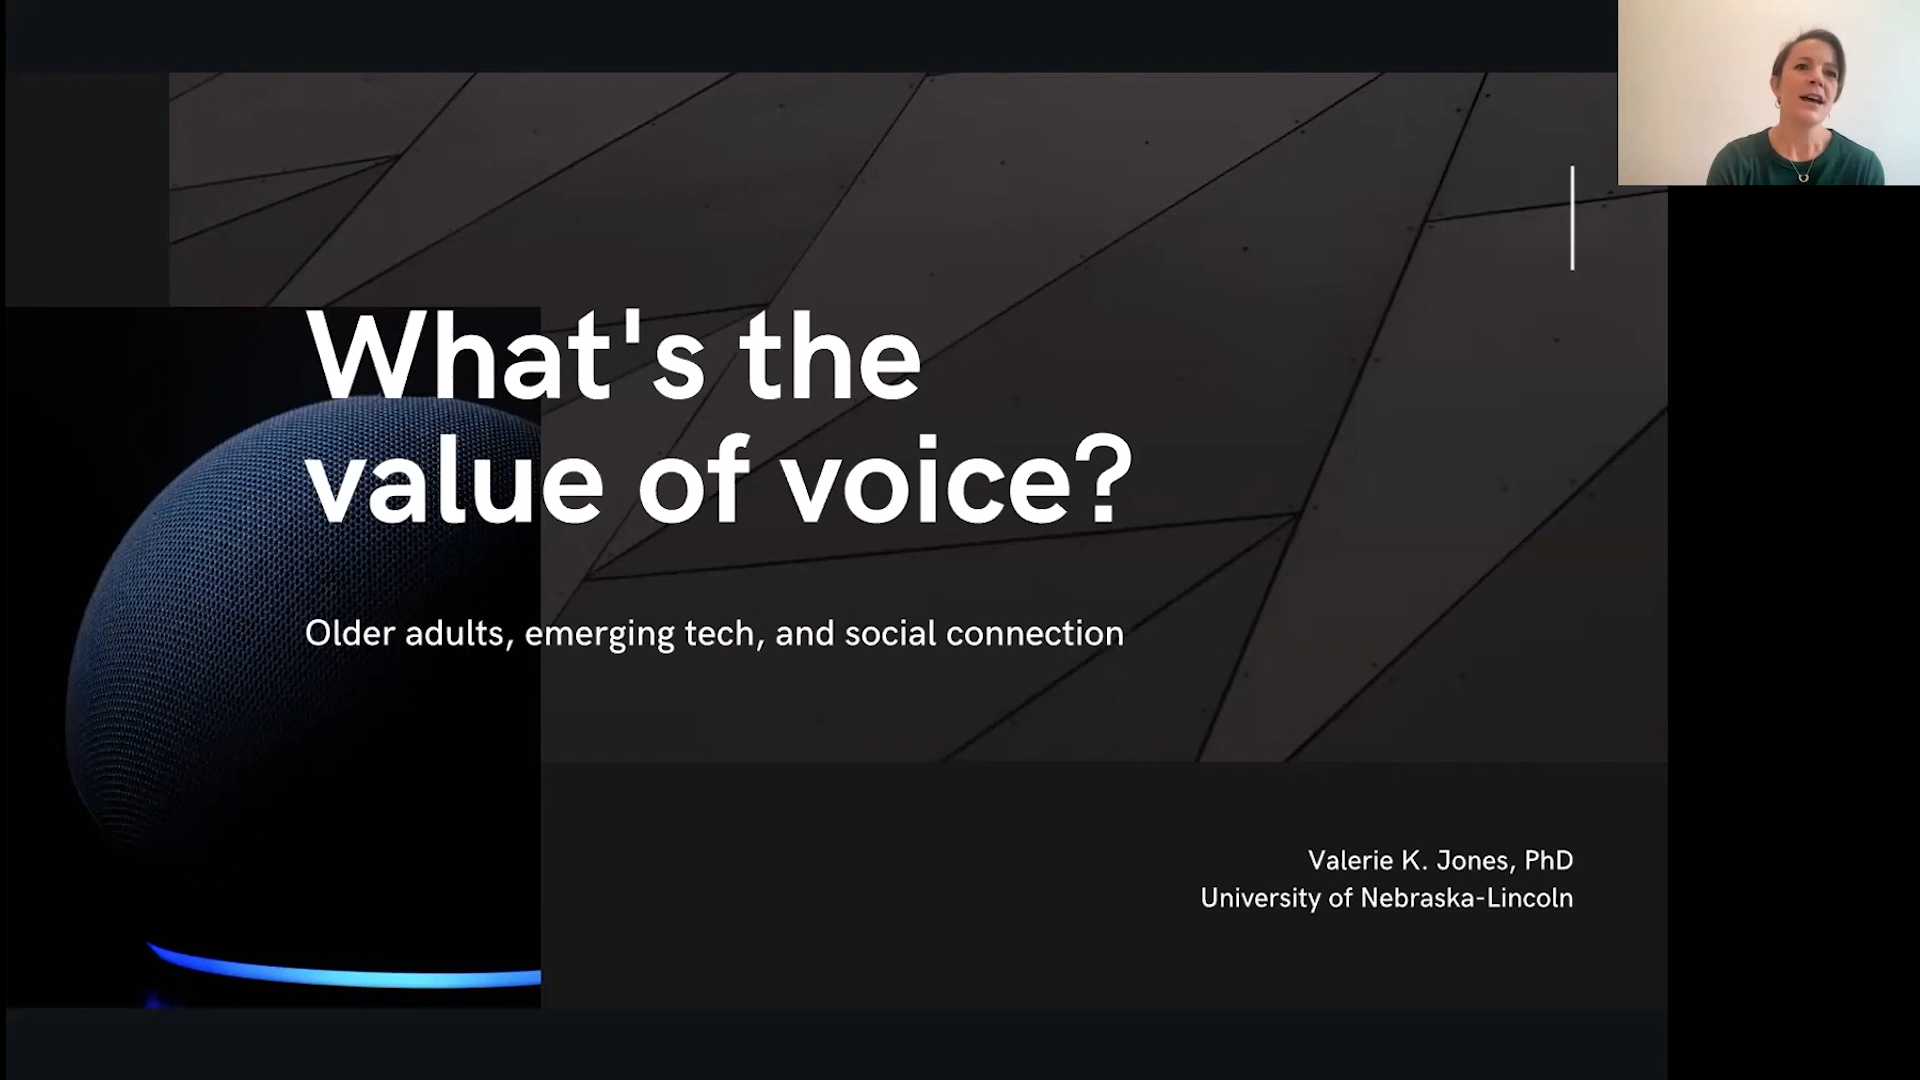 What's the
value of voice?
Older adults, emerging tech, and social connection
Valerie K. Jones, PhD
University of Nebraska-Lincoln